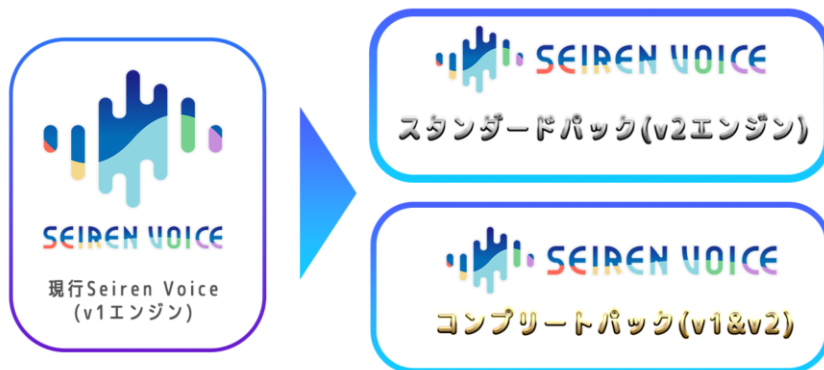 SEIREN VOICE
現行Seiren Voice
(v1エンジン)
SEIREN VOICE
スタンダードパック(v2エンジン)
SEIREN VOICE
コンプリートパック(v1&v2)